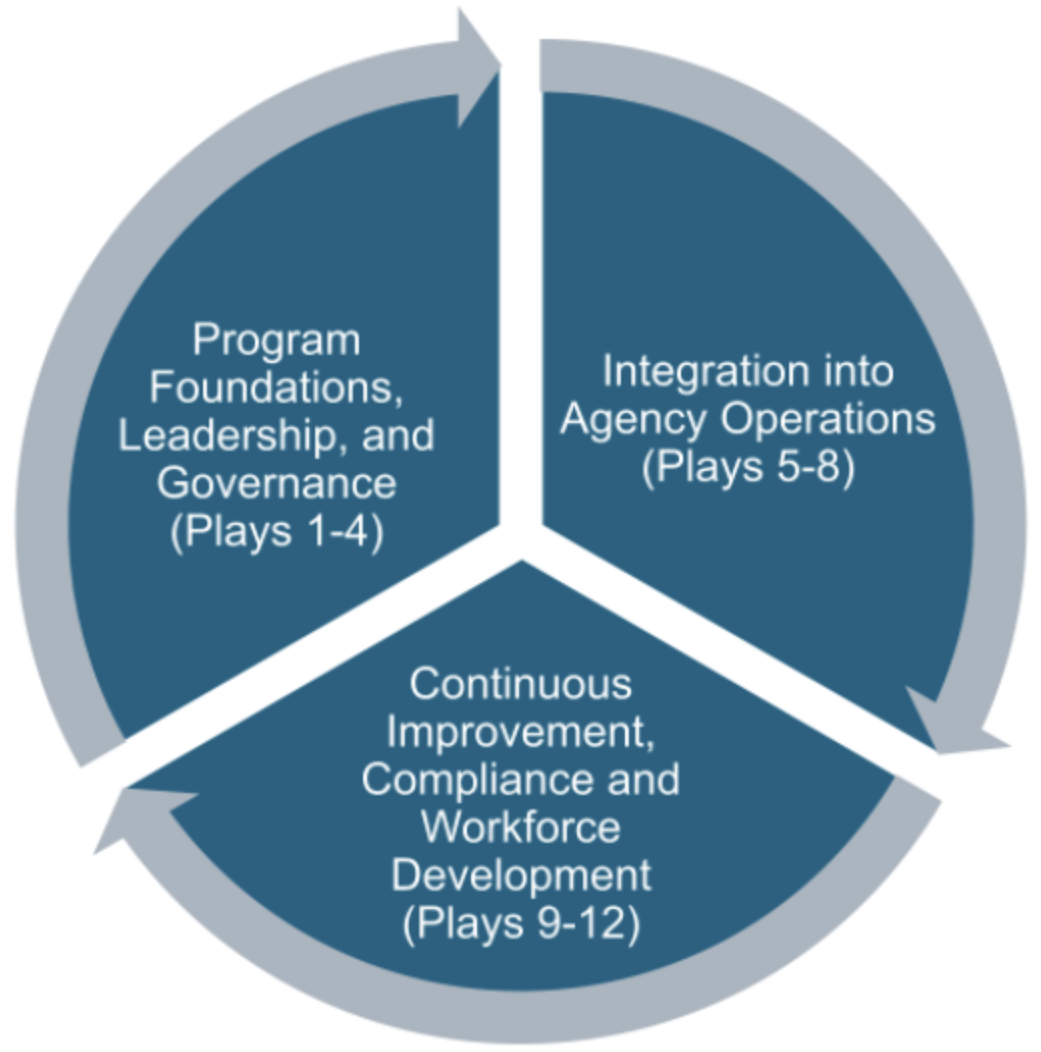 Program
Foundations,
Leadership, and
Governance
(Plays 1-4)
Integration into
Agency Operations
(Plays 5-8)
Continuous
Improvement,
Compliance and
Workforce
Development
(Plays 9-12)